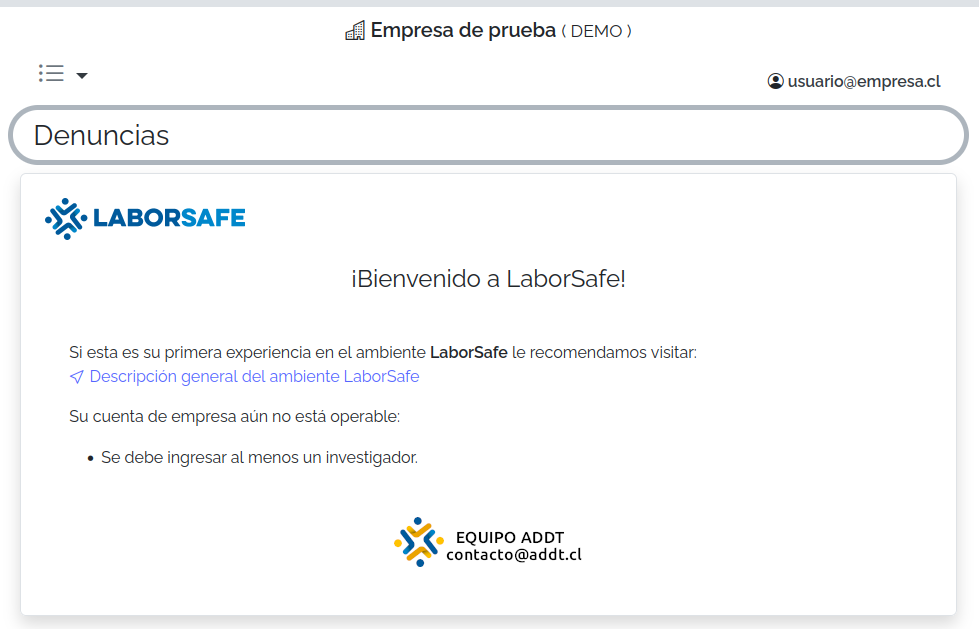 Empresa de prueba ( DEMO )
usuario@empresa.cl
Denuncias
LABORSAFE
¡Bienvenido a LaborSafe!
Si esta es su primera experiencia en el ambiente LaborSafe le recomendamos visitar:
Descripción general del ambiente LaborSafe
Su cuenta de empresa aún no está operable:
• Se debe ingresar al menos un investigador.
EQUIPO ADDT
contacto@addt.cl